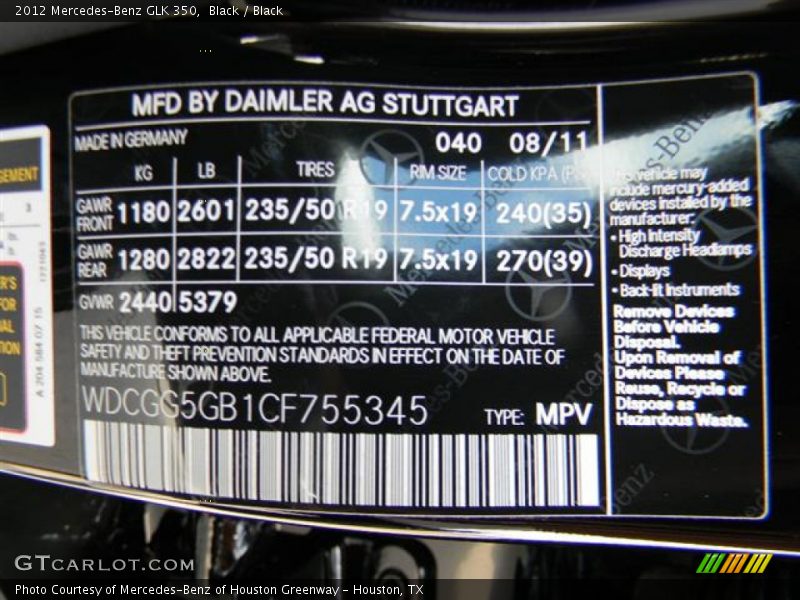 2012 Mercedes-Benz GLK 350, Black / Black
MFD BY DAIMLER AG STUTTGART
MADE IN GERMANY 040 08/11
KG LB TIRES RIM SIZE COLD KPA
GAWR FRONT 1180 2601 235/50 R19 7.5x19 240(35)
GAWR REAR 1280 2822 235/50 R19 7.5x19 270(39)
GVWR 2440 5379
THIS VEHICLE CONFORMS TO ALL APPLICABLE FEDERAL MOTOR VEHICLE
SAFETY AND THEFT PREVENTION STANDARDS IN EFFECT ON THE DATE OF
MANUFACTURE SHOWN ABOVE.
WDCGG5GB1CF755345 TYPE: MPV
This vehicle may
include mercury-added
devices installed by the
manufacturer:
• High Intensity
Discharge Headlamps
• Displays
• Back-lit Instruments
Remove Devices
Before Vehicle
Disposal.
Upon Removal of
Devices Please
Reuse, Recycle or
Dispose as
Hazardous Waste.
A 204 584 07 15
GTCARLOT.COM
Photo Courtesy of Mercedes-Benz of Houston Greenway - Houston, TX